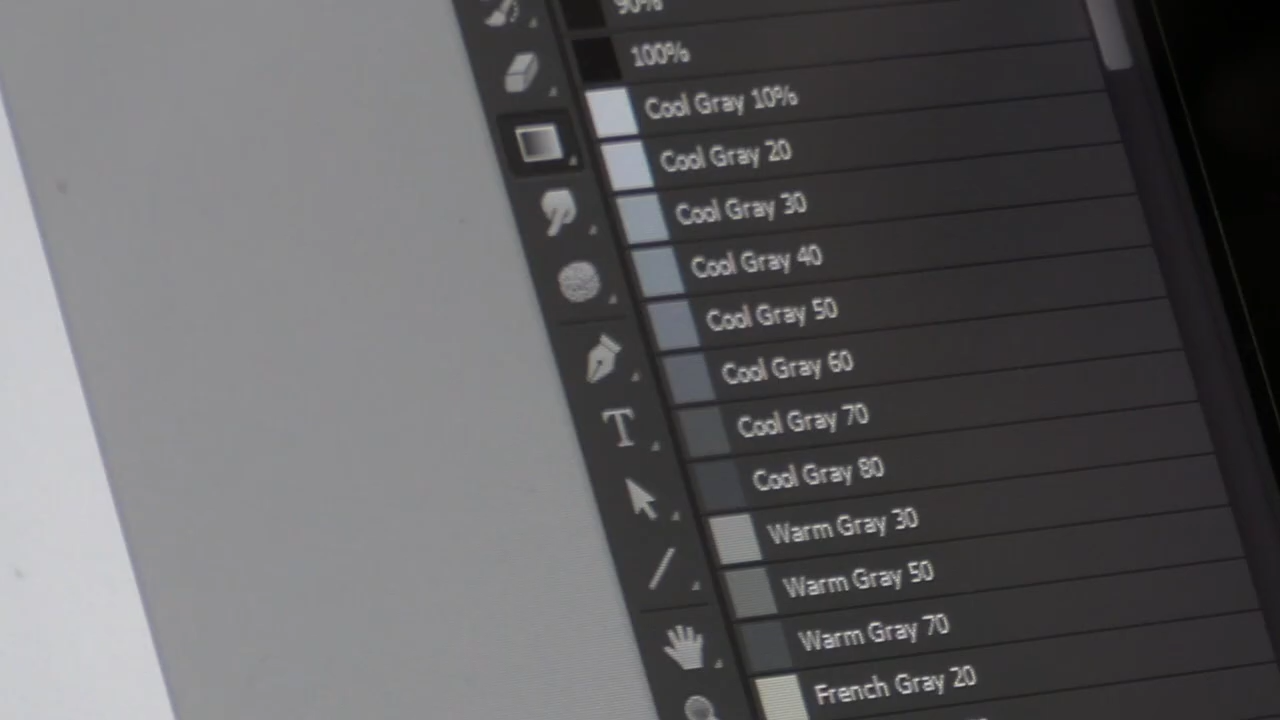 90%
100%
Cool Gray 10%
Cool Gray 20
Cool Gray 30
Cool Gray 40
Cool Gray 50
Cool Gray 60
T
Cool Gray 70
Cool Gray 80
Warm Gray 30
Warm Gray 50
Warm Gray 70
French Gray 20